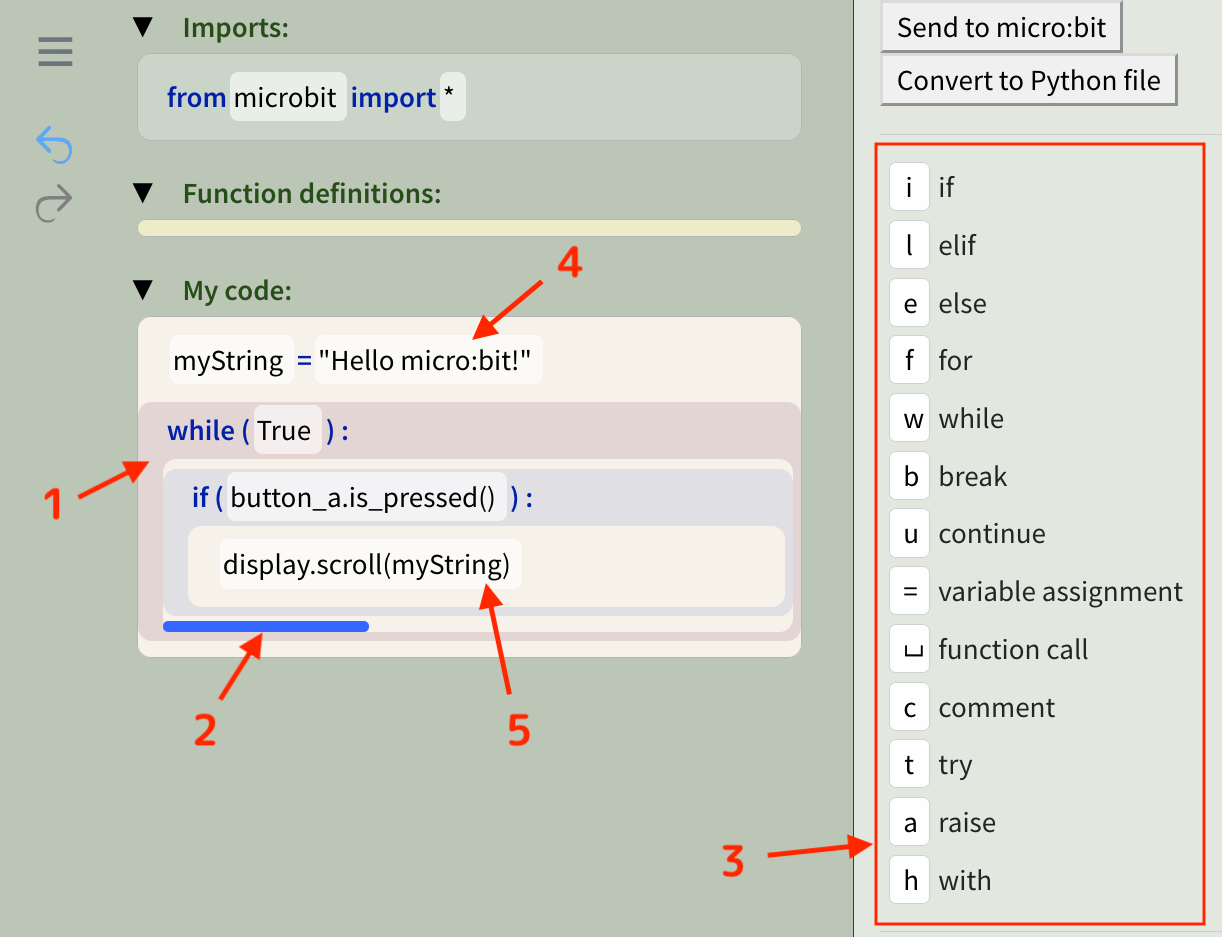 ▼ Imports:
from microbit import *
▼ Function definitions:
4
▼ My code:
myString = "Hello micro:bit!"
while ( True ) :
1
if ( button_a.is_pressed() ) :
display.scroll(myString)
2
5
3
Send to micro:bit
Convert to Python file
i if
l elif
e else
f for
w while
b break
u continue
= variable assignment
⌴ function call
c comment
t try
a raise
h with